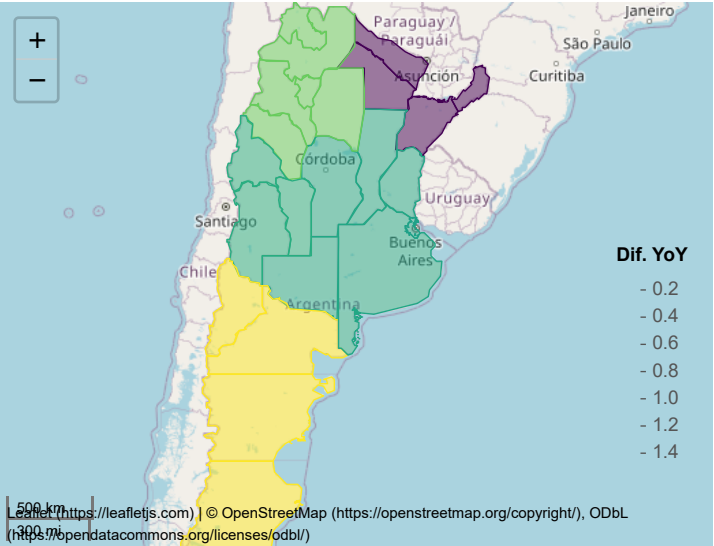 +
−
Janeiro
Paraguay /
Paraguái
São Paulo
Asunción
Curitiba
Córdoba
Uruguay
Santiago
Buenos
Aires
Chile
Argentina
Dif. YoY
- 0.2
- 0.4
- 0.6
- 0.8
- 1.0
- 1.2
- 1.4
500 km
300 mi
Leaflet (https://leafletjs.com) | © OpenStreetMap (https://openstreetmap.org/copyright/), ODbL
(https://opendatacommons.org/licenses/odbl/)